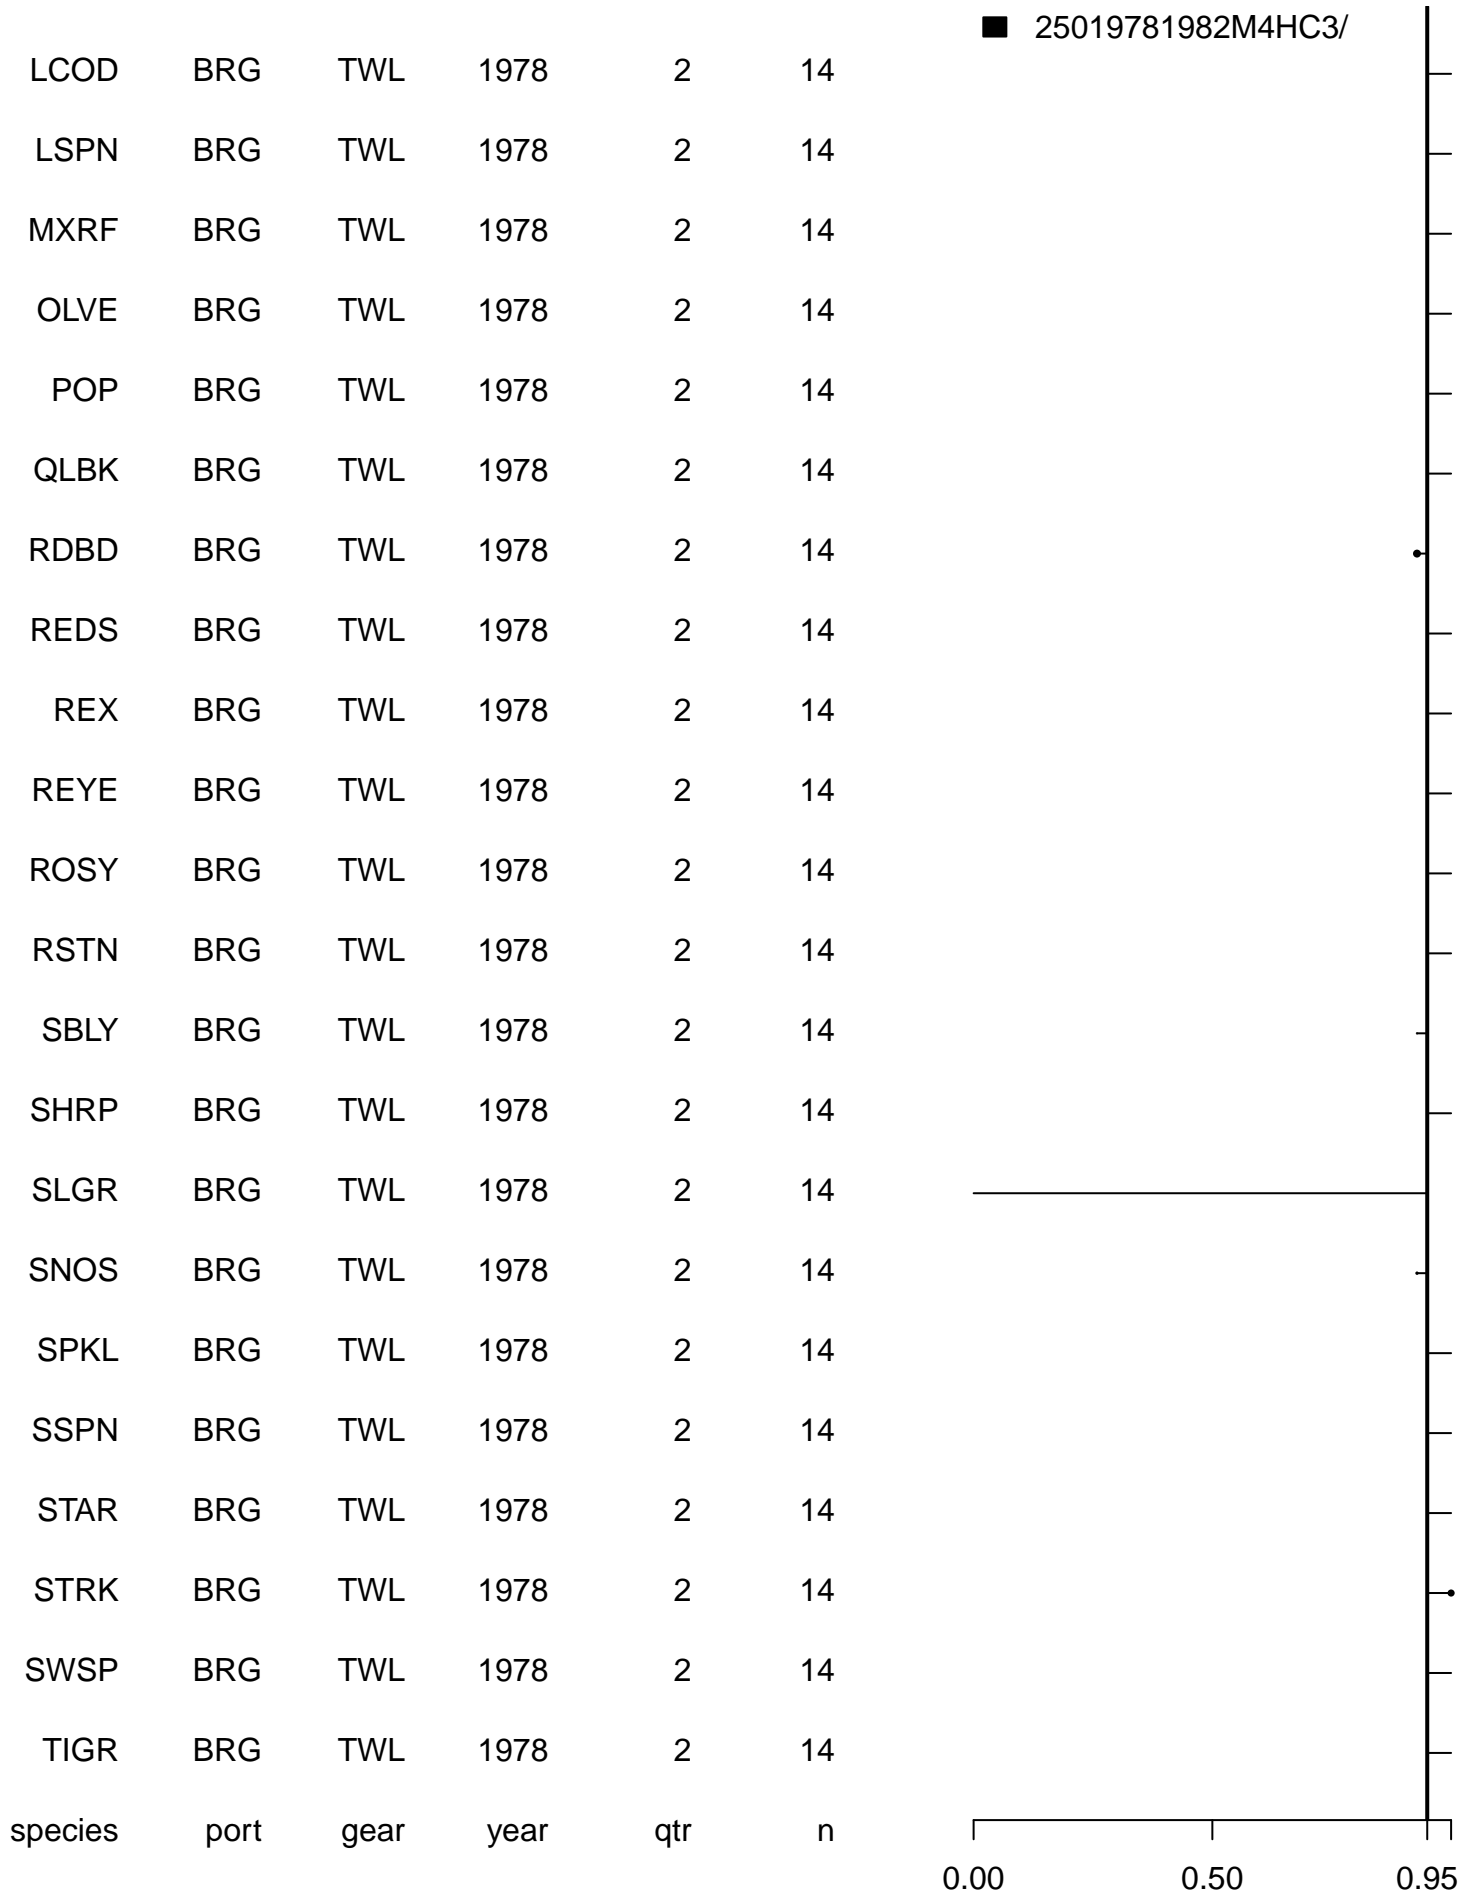 25019781982M4HC3/
LCOD BRG TWL 1978 2 14
LSPN BRG TWL 1978 2 14
MXRF BRG TWL 1978 2 14
OLVE BRG TWL 1978 2 14
POP BRG TWL 1978 2 14
QLBK BRG TWL 1978 2 14
RDBD BRG TWL 1978 2 14
REDS BRG TWL 1978 2 14
REX BRG TWL 1978 2 14
REYE BRG TWL 1978 2 14
ROSY BRG TWL 1978 2 14
RSTN BRG TWL 1978 2 14
SBLY BRG TWL 1978 2 14
SHRP BRG TWL 1978 2 14
SLGR BRG TWL 1978 2 14
SNOS BRG TWL 1978 2 14
SPKL BRG TWL 1978 2 14
SSPN BRG TWL 1978 2 14
STAR BRG TWL 1978 2 14
STRK BRG TWL 1978 2 14
SWSP BRG TWL 1978 2 14
TIGR BRG TWL 1978 2 14
species port gear year qtr n
0.00 0.50 0.95